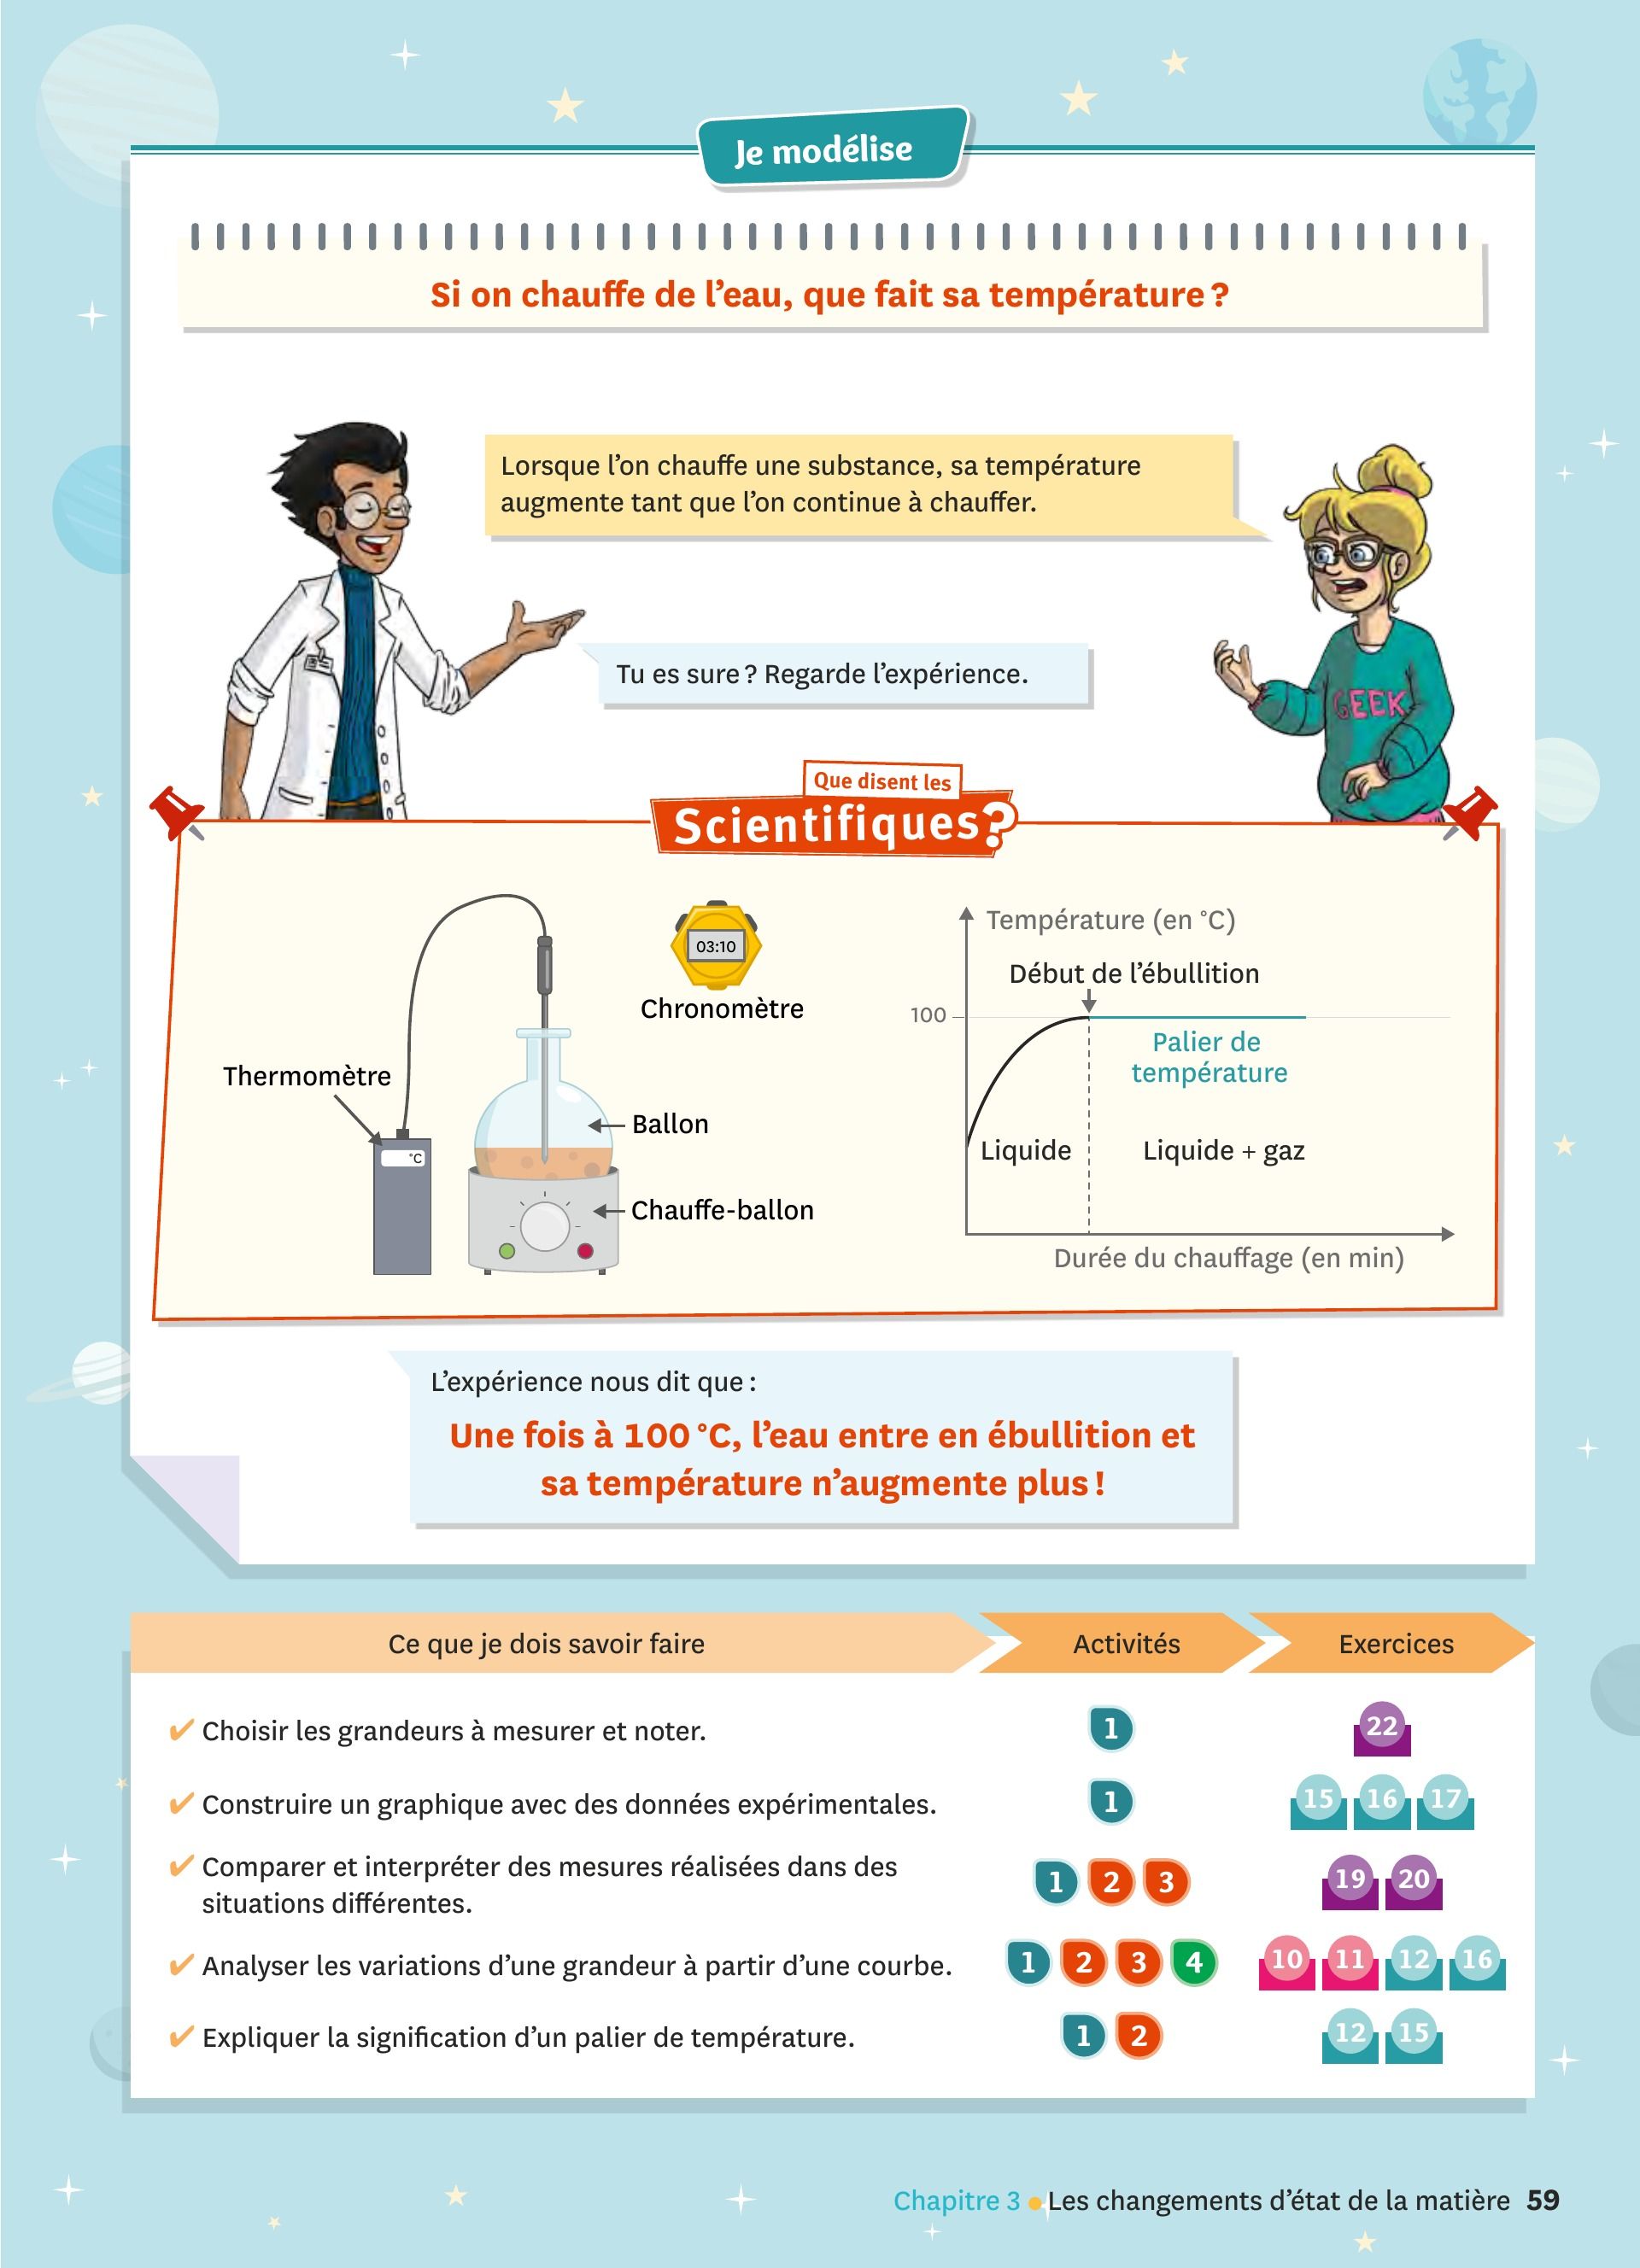 Je modélise
Si on chauffe de l’eau, que fait sa température ?
Lorsque l’on chauffe une substance, sa température
augmente tant que l’on continue à chauffer.
Tu es sure ? Regarde l’expérience.
GEEK
Que disent les
Scientifiques?
03:10
Chronomètre
Thermomètre
°C
Ballon
Chauffe-ballon
Température (en °C)
Début de l’ébullition
100
Palier de
température
Liquide
Liquide + gaz
Durée du chauffage (en min)
L’expérience nous dit que :
Une fois à 100 °C, l’eau entre en ébullition et
sa température n’augmente plus !
Ce que je dois savoir faire Activités Exercices
✔ Choisir les grandeurs à mesurer et noter. 1 22
✔ Construire un graphique avec des données expérimentales. 1 15 16 17
✔ Comparer et interpréter des mesures réalisées dans des
situations différentes. 1 2 3 19 20
✔ Analyser les variations d’une grandeur à partir d’une courbe. 1 2 3 4 10 11 12 16
✔ Expliquer la signification d’un palier de température. 1 2 12 15
Chapitre 3 • Les changements d’état de la matière 59